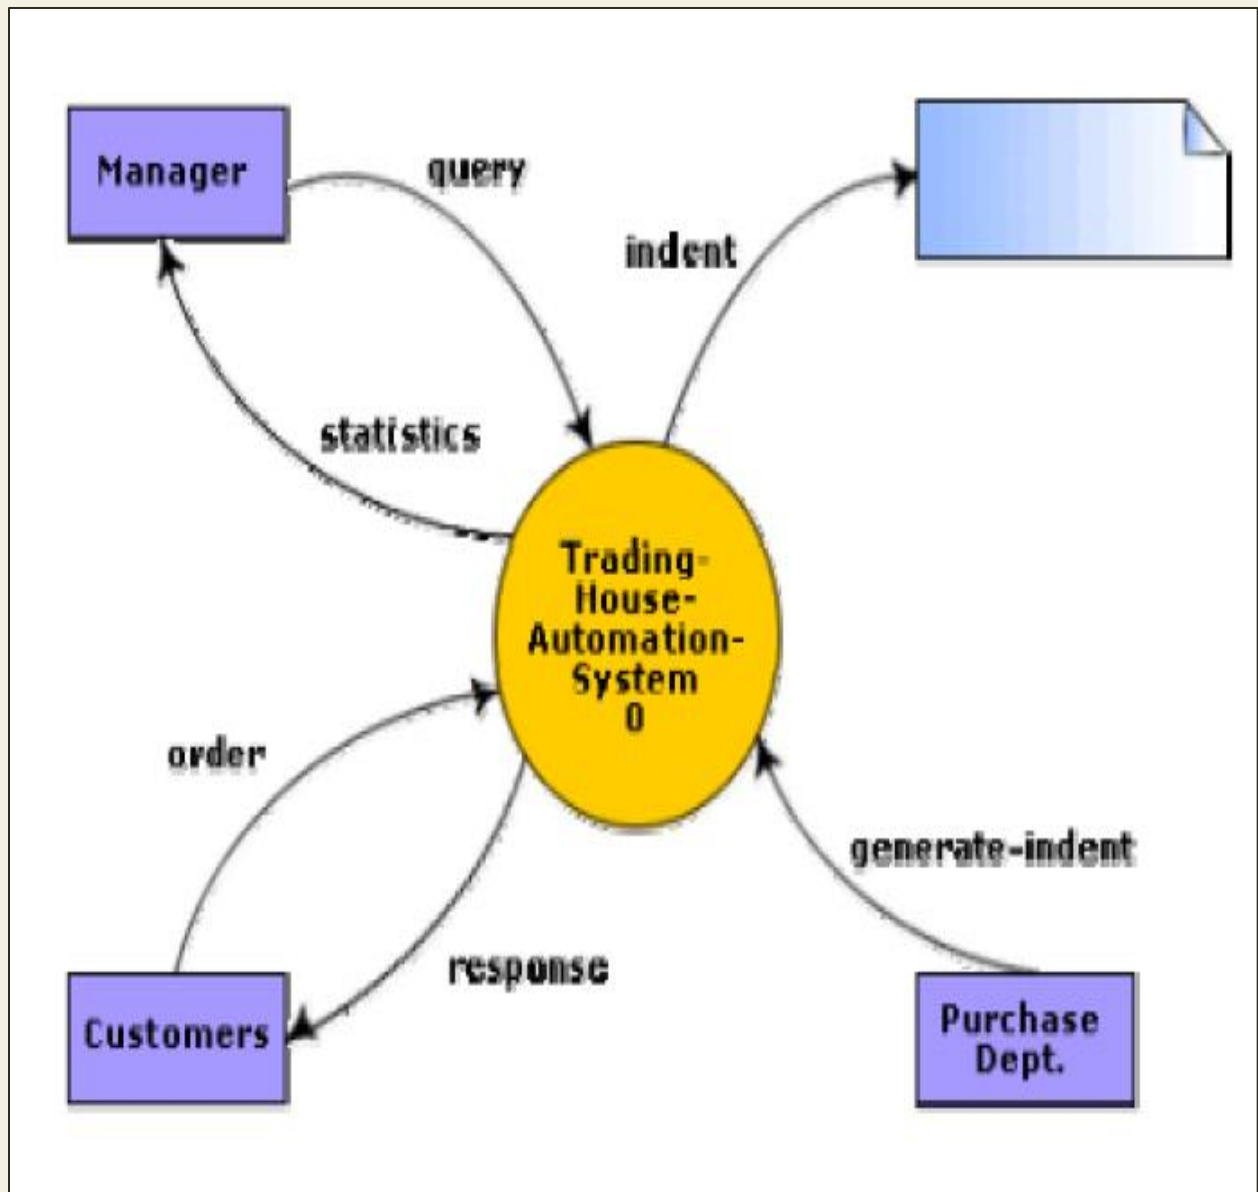 Manager
query
indent
statistics
Trading-
House-
Automation-
System
0
order
generate-indent
response
Customers
Purchase
Dept.